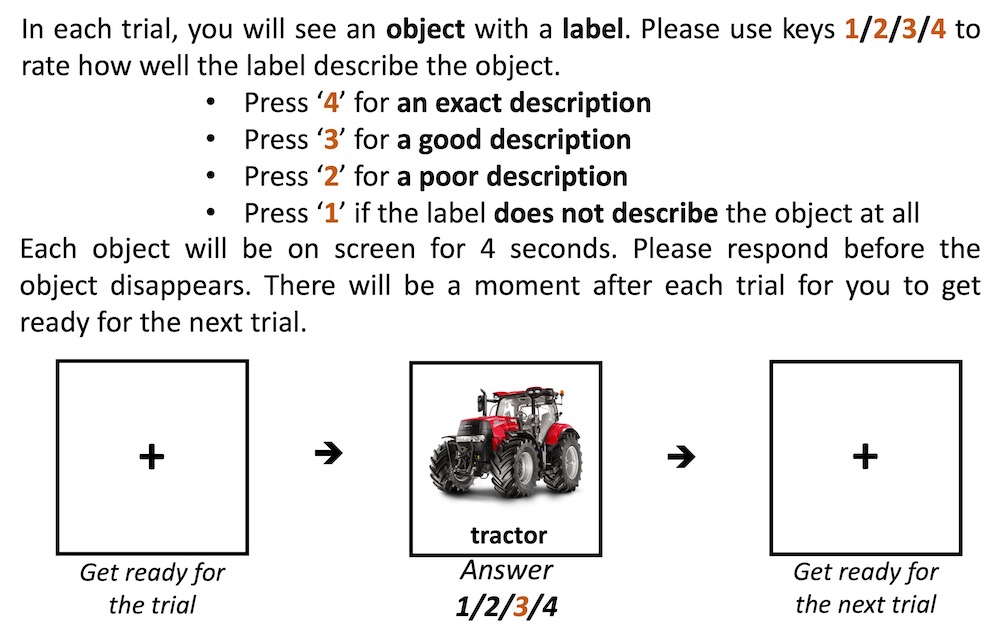 In each trial, you will see an object with a label. Please use keys 1/2/3/4 to
rate how well the label describe the object.
• Press ‘4’ for an exact description
• Press ‘3’ for a good description
• Press ‘2’ for a poor description
• Press ‘1’ if the label does not describe the object at all
Each object will be on screen for 4 seconds. Please respond before the
object disappears. There will be a moment after each trial for you to get
ready for the next trial.
+
tractor
+
Get ready for
the trial
Answer
1/2/3/4
Get ready for
the next trial